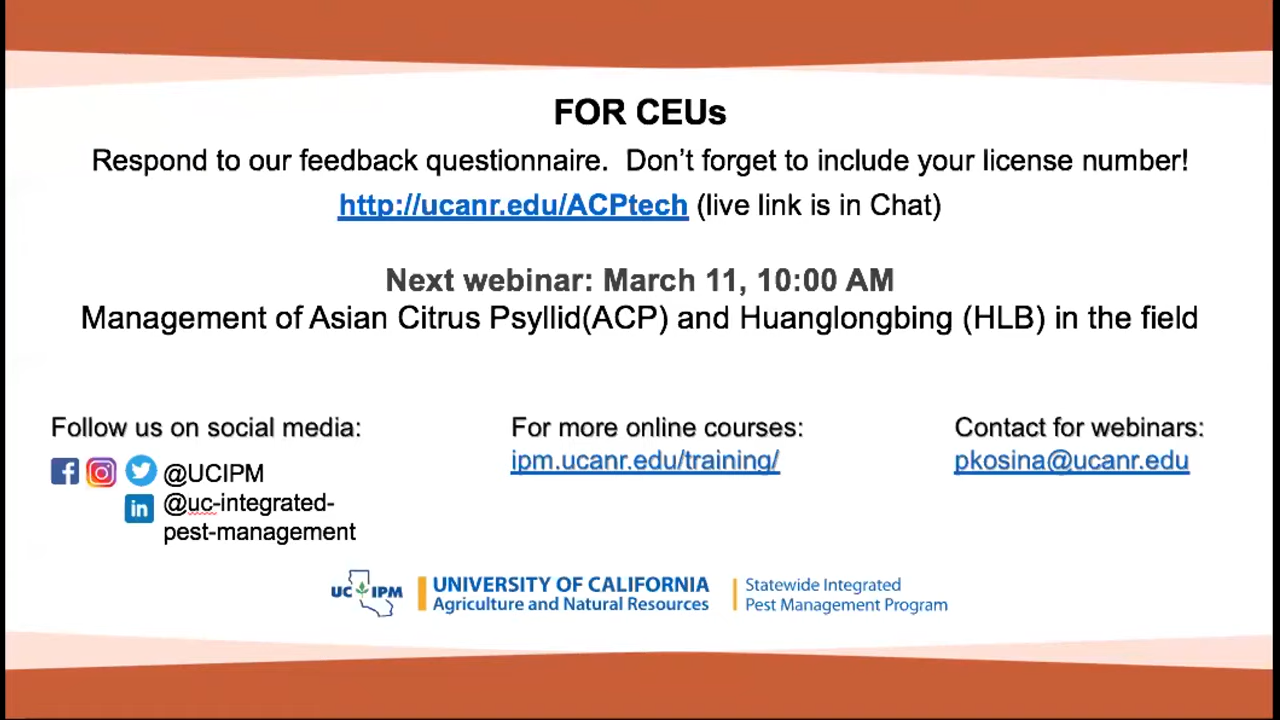 FOR CEUs
Respond to our feedback questionnaire.  Don't forget to include your license number!
http://ucanr.edu/ACPtech (live link is in Chat)
Next webinar: March 11, 10:00 AM
Management of Asian Citrus Psyllid(ACP) and Huanglongbing (HLB) in the field
Follow us on social media:
@UCIPM
@uc-integrated-
pest-management
For more online courses:
ipm.ucanr.edu/training/
Contact for webinars:
pkosina@ucanr.edu
UC IPM
UNIVERSITY OF CALIFORNIA
Agriculture and Natural Resources
Statewide Integrated
Pest Management Program